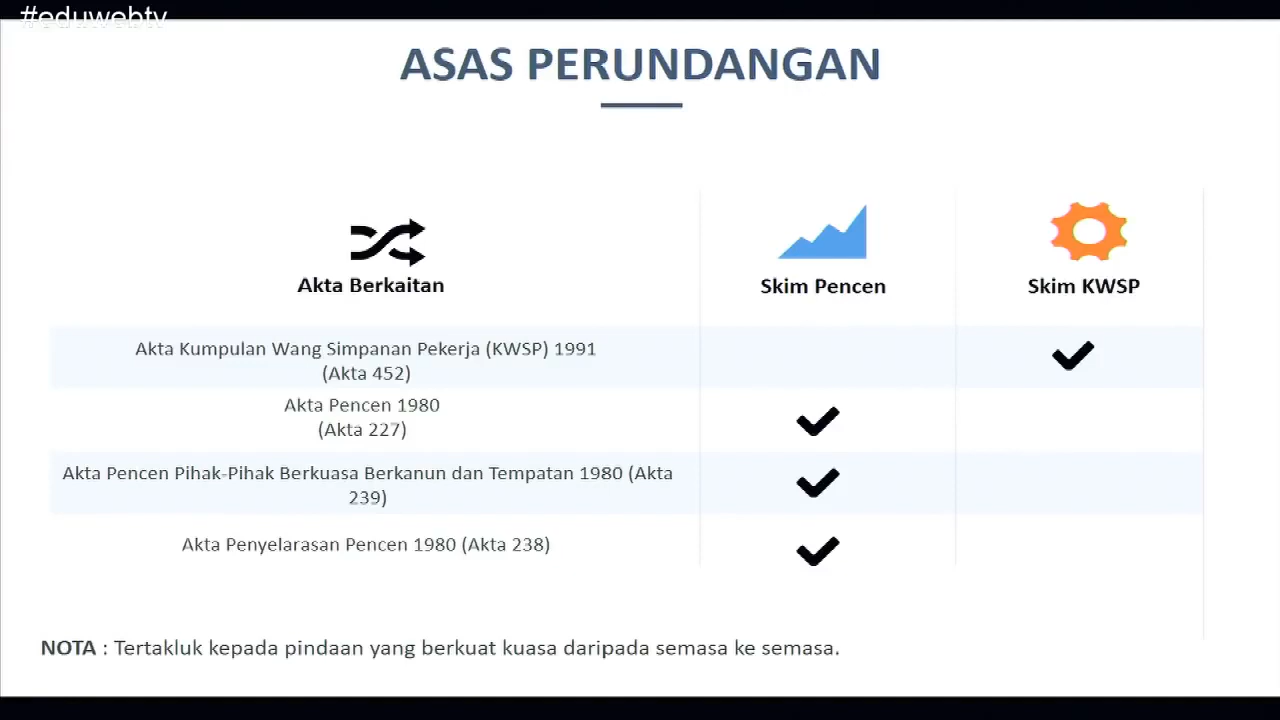 #eduwebtv
ASAS PERUNDANGAN
Akta Berkaitan
Skim Pencen
Skim KWSP
Akta Kumpulan Wang Simpanan Pekerja (KWSP) 1991
(Akta 452)
Akta Pencen 1980
(Akta 227)
Akta Pencen Pihak-Pihak Berkuasa Berkanun dan Tempatan 1980 (Akta
239)
Akta Penyelarasan Pencen 1980 (Akta 238)
NOTA : Tertakluk kepada pindaan yang berkuat kuasa daripada semasa ke semasa.